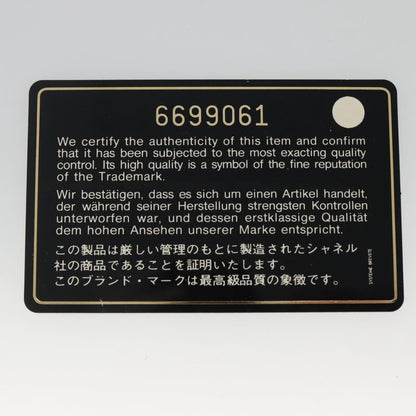 6699061
We certify the authenticity of this item and confirm
that it has been subjected to the most exacting quality
control. Its high quality is a symbol of the fine reputation
of the Trademark.
Wir bestätigen, dass es sich um einen Artikel handelt,
der während seiner Herstellung strengsten Kontrollen
unterworfen war, und dessen erstklassige Qualität
dem hohen Ansehen unserer Marke entspricht.
この製品は厳しい管理のもとに製造されたシャネル
社の商品であることを証明いたします。
このブランド・マークは最高級品質の象徴です。
SYSTEME BREVETE